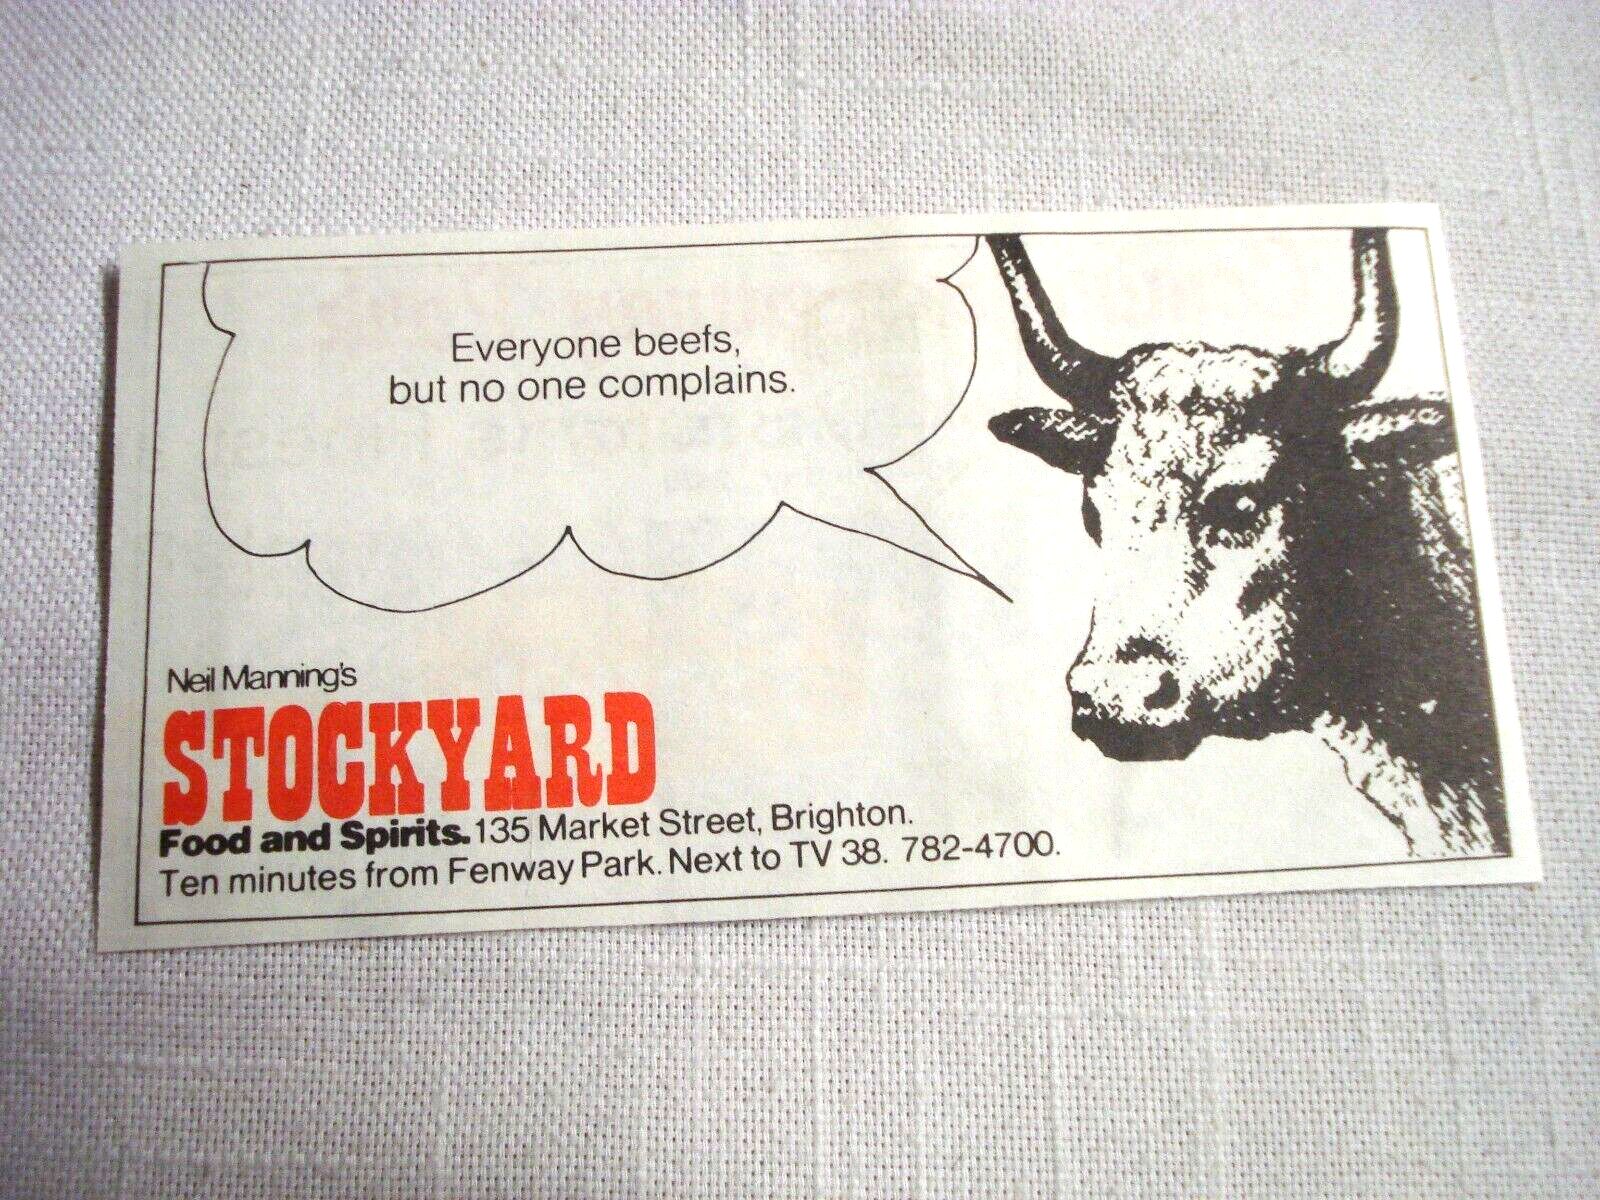 Everyone beefs,
but no one complains.
Neil Manning's
STOCKYARD
Food and Spirits. 135 Market Street, Brighton.
Ten minutes from Fenway Park. Next to TV 38. 782-4700.